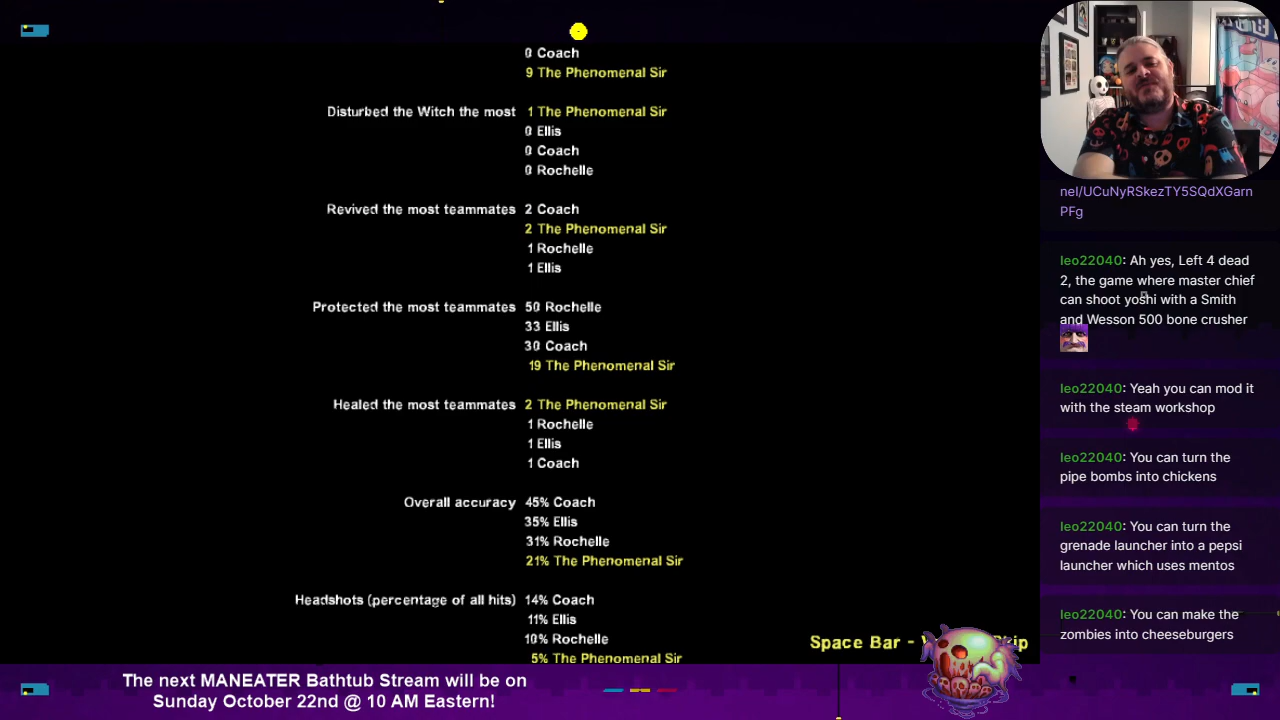 0 Coach
9 The Phenomenal Sir
Disturbed the Witch the most 1 The Phenomenal Sir
0 Ellis
0 Coach
0 Rochelle
Revived the most teammates 2 Coach
2 The Phenomenal Sir
1 Rochelle
1 Ellis
Protected the most teammates 50 Rochelle
33 Ellis
30 Coach
19 The Phenomenal Sir
Healed the most teammates 2 The Phenomenal Sir
1 Rochelle
1 Ellis
1 Coach
Overall accuracy 45% Coach
35% Ellis
31% Rochelle
21% The Phenomenal Sir
Headshots (percentage of all hits) 14% Coach
11% Ellis
10% Rochelle
5% The Phenomenal Sir
Space Bar -
The next MANEATER Bathtub Stream will be on
Sunday October 22nd @ 10 AM Eastern!
nel/UCuNyRSkezTY5SQdXGarn
PFg
leo22040: Ah yes, Left 4 dead
2, the game where master chief
can shoot yoshi with a Smith
and Wesson 500 bone crusher
leo22040: Yeah you can mod it
with the steam workshop
leo22040: You can turn the
pipe bombs into chickens
leo22040: You can turn the
grenade launcher into a pepsi
launcher which uses mentos
leo22040: You can make the
zombies into cheeseburgers